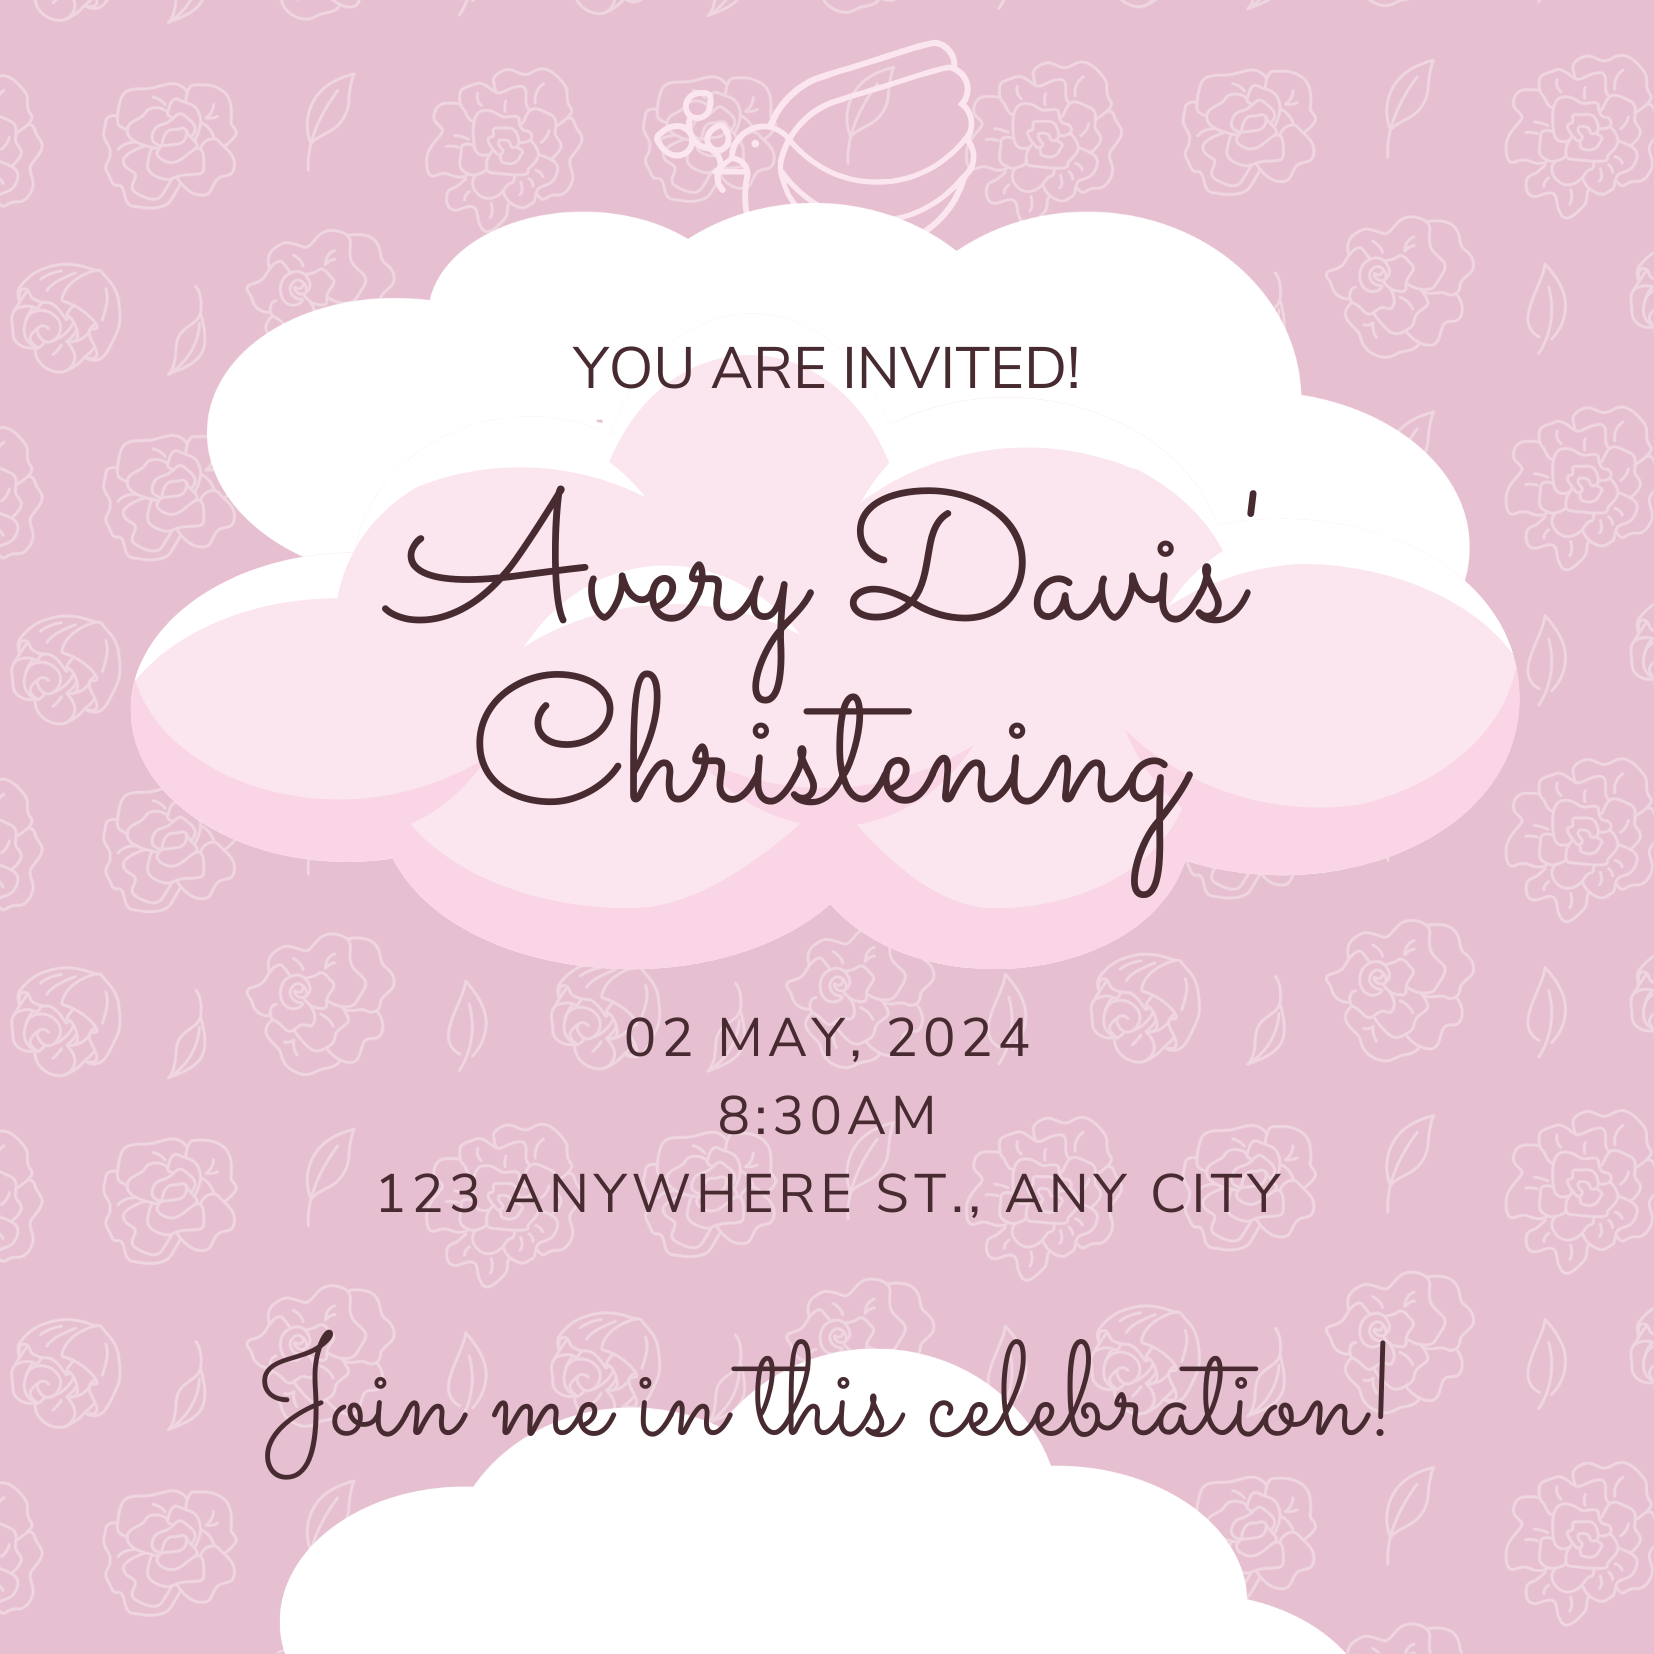 YOU ARE INVITED!
Avery Davis'
Christening
02 MAY, 2024
8:30AM
123 ANYWHERE ST., ANY CITY
Join me in this celebration!